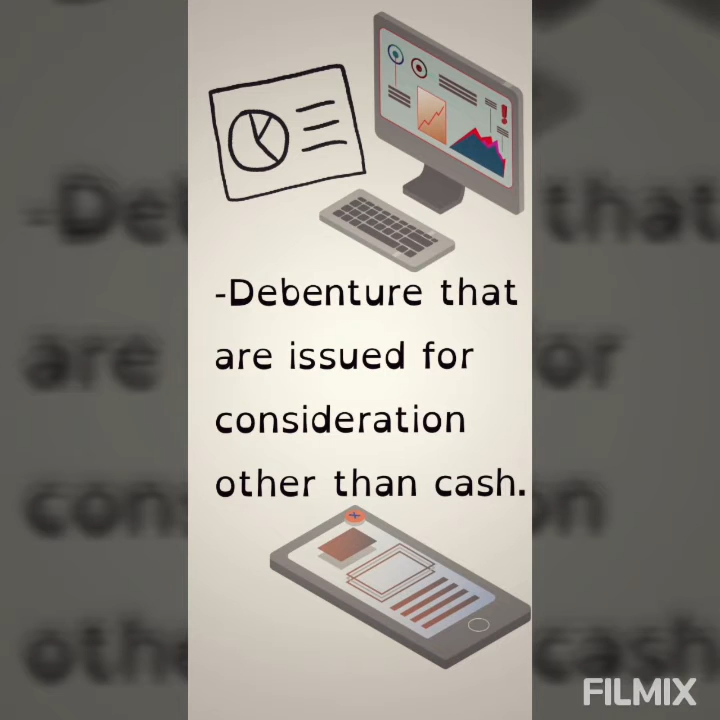 -Debenture that
are issued for
consideration
other than cash.
FILMIX